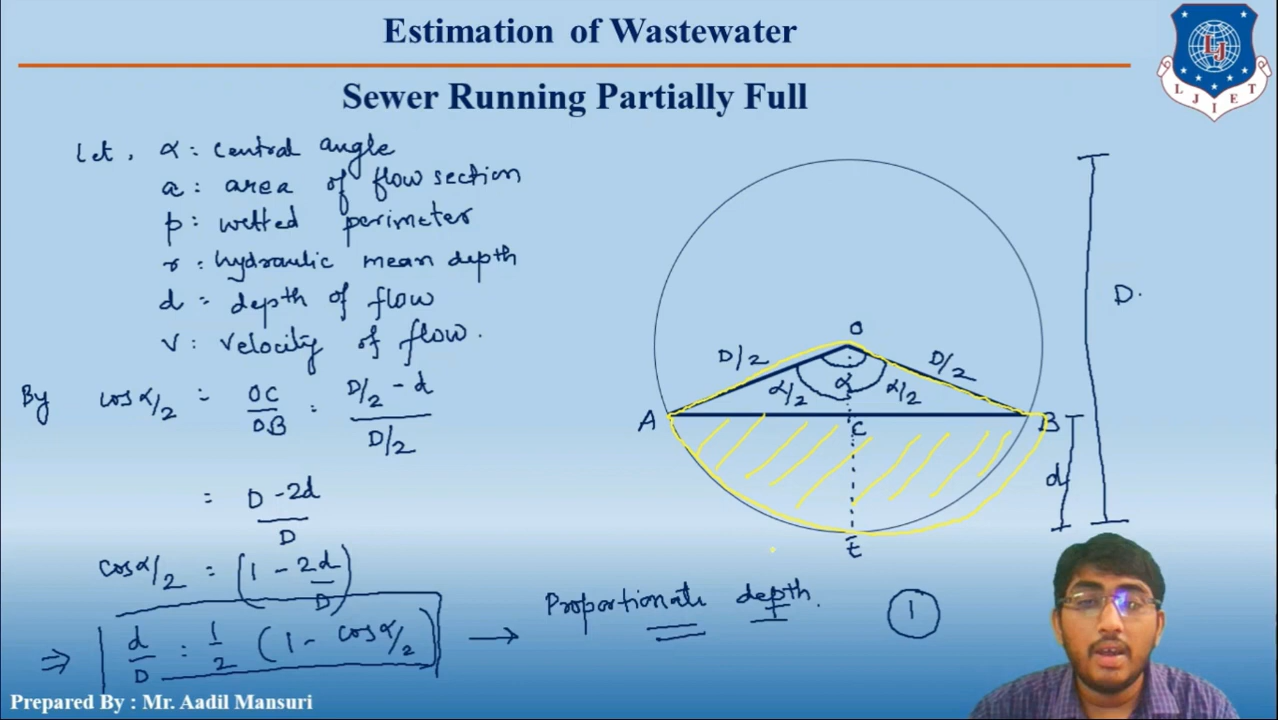 Estimation of Wastewater
LJIET
Sewer Running Partially Full
Let, α : central angle
a : area of flow section
p : wetted perimeter
r : hydraulic mean depth
d : depth of flow
v : velocity of flow.
By cos α/2 = OC/OB = (D/2 - d)/(D/2)
= (D - 2d)/D
cos α/2 = (1 - 2d/D)
⇒ d/D = 1/2 (1 - cos α/2) → Proportionate depth. 1
O
D/2 D/2
α/2 α α/2
A C B
E
d
D.
Prepared By : Mr. Aadil Mansuri